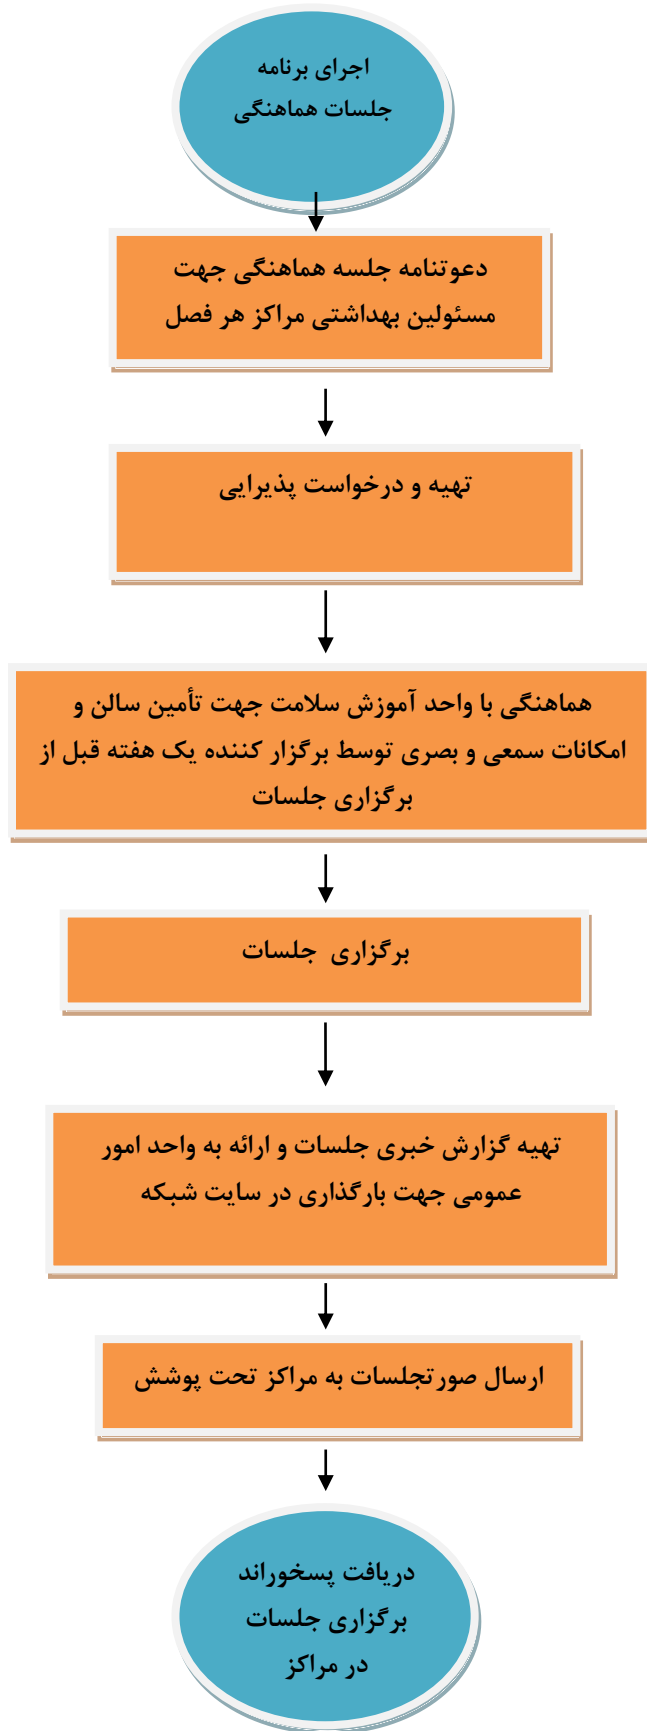 اجرای برنامه
جلسات هماهنگی
دعوتنامه جلسه هماهنگی جهت
مسئولین بهداشتی مراکز هر فصل
تهیه و درخواست پذیرایی
هماهنگی با واحد آموزش سلامت جهت تأمین سالن و
امکانات سمعی و بصری توسط برگزار کننده یک هفته قبل از
برگزاری جلسات
برگزاری جلسات
تهیه گزارش خبری جلسات و ارائه به واحد امور
عمومی جهت بارگذاری در سایت شبکه
ارسال صورتجلسات به مراکز تحت پوشش
دریافت پسخوراند
برگزاری جلسات
در مراکز